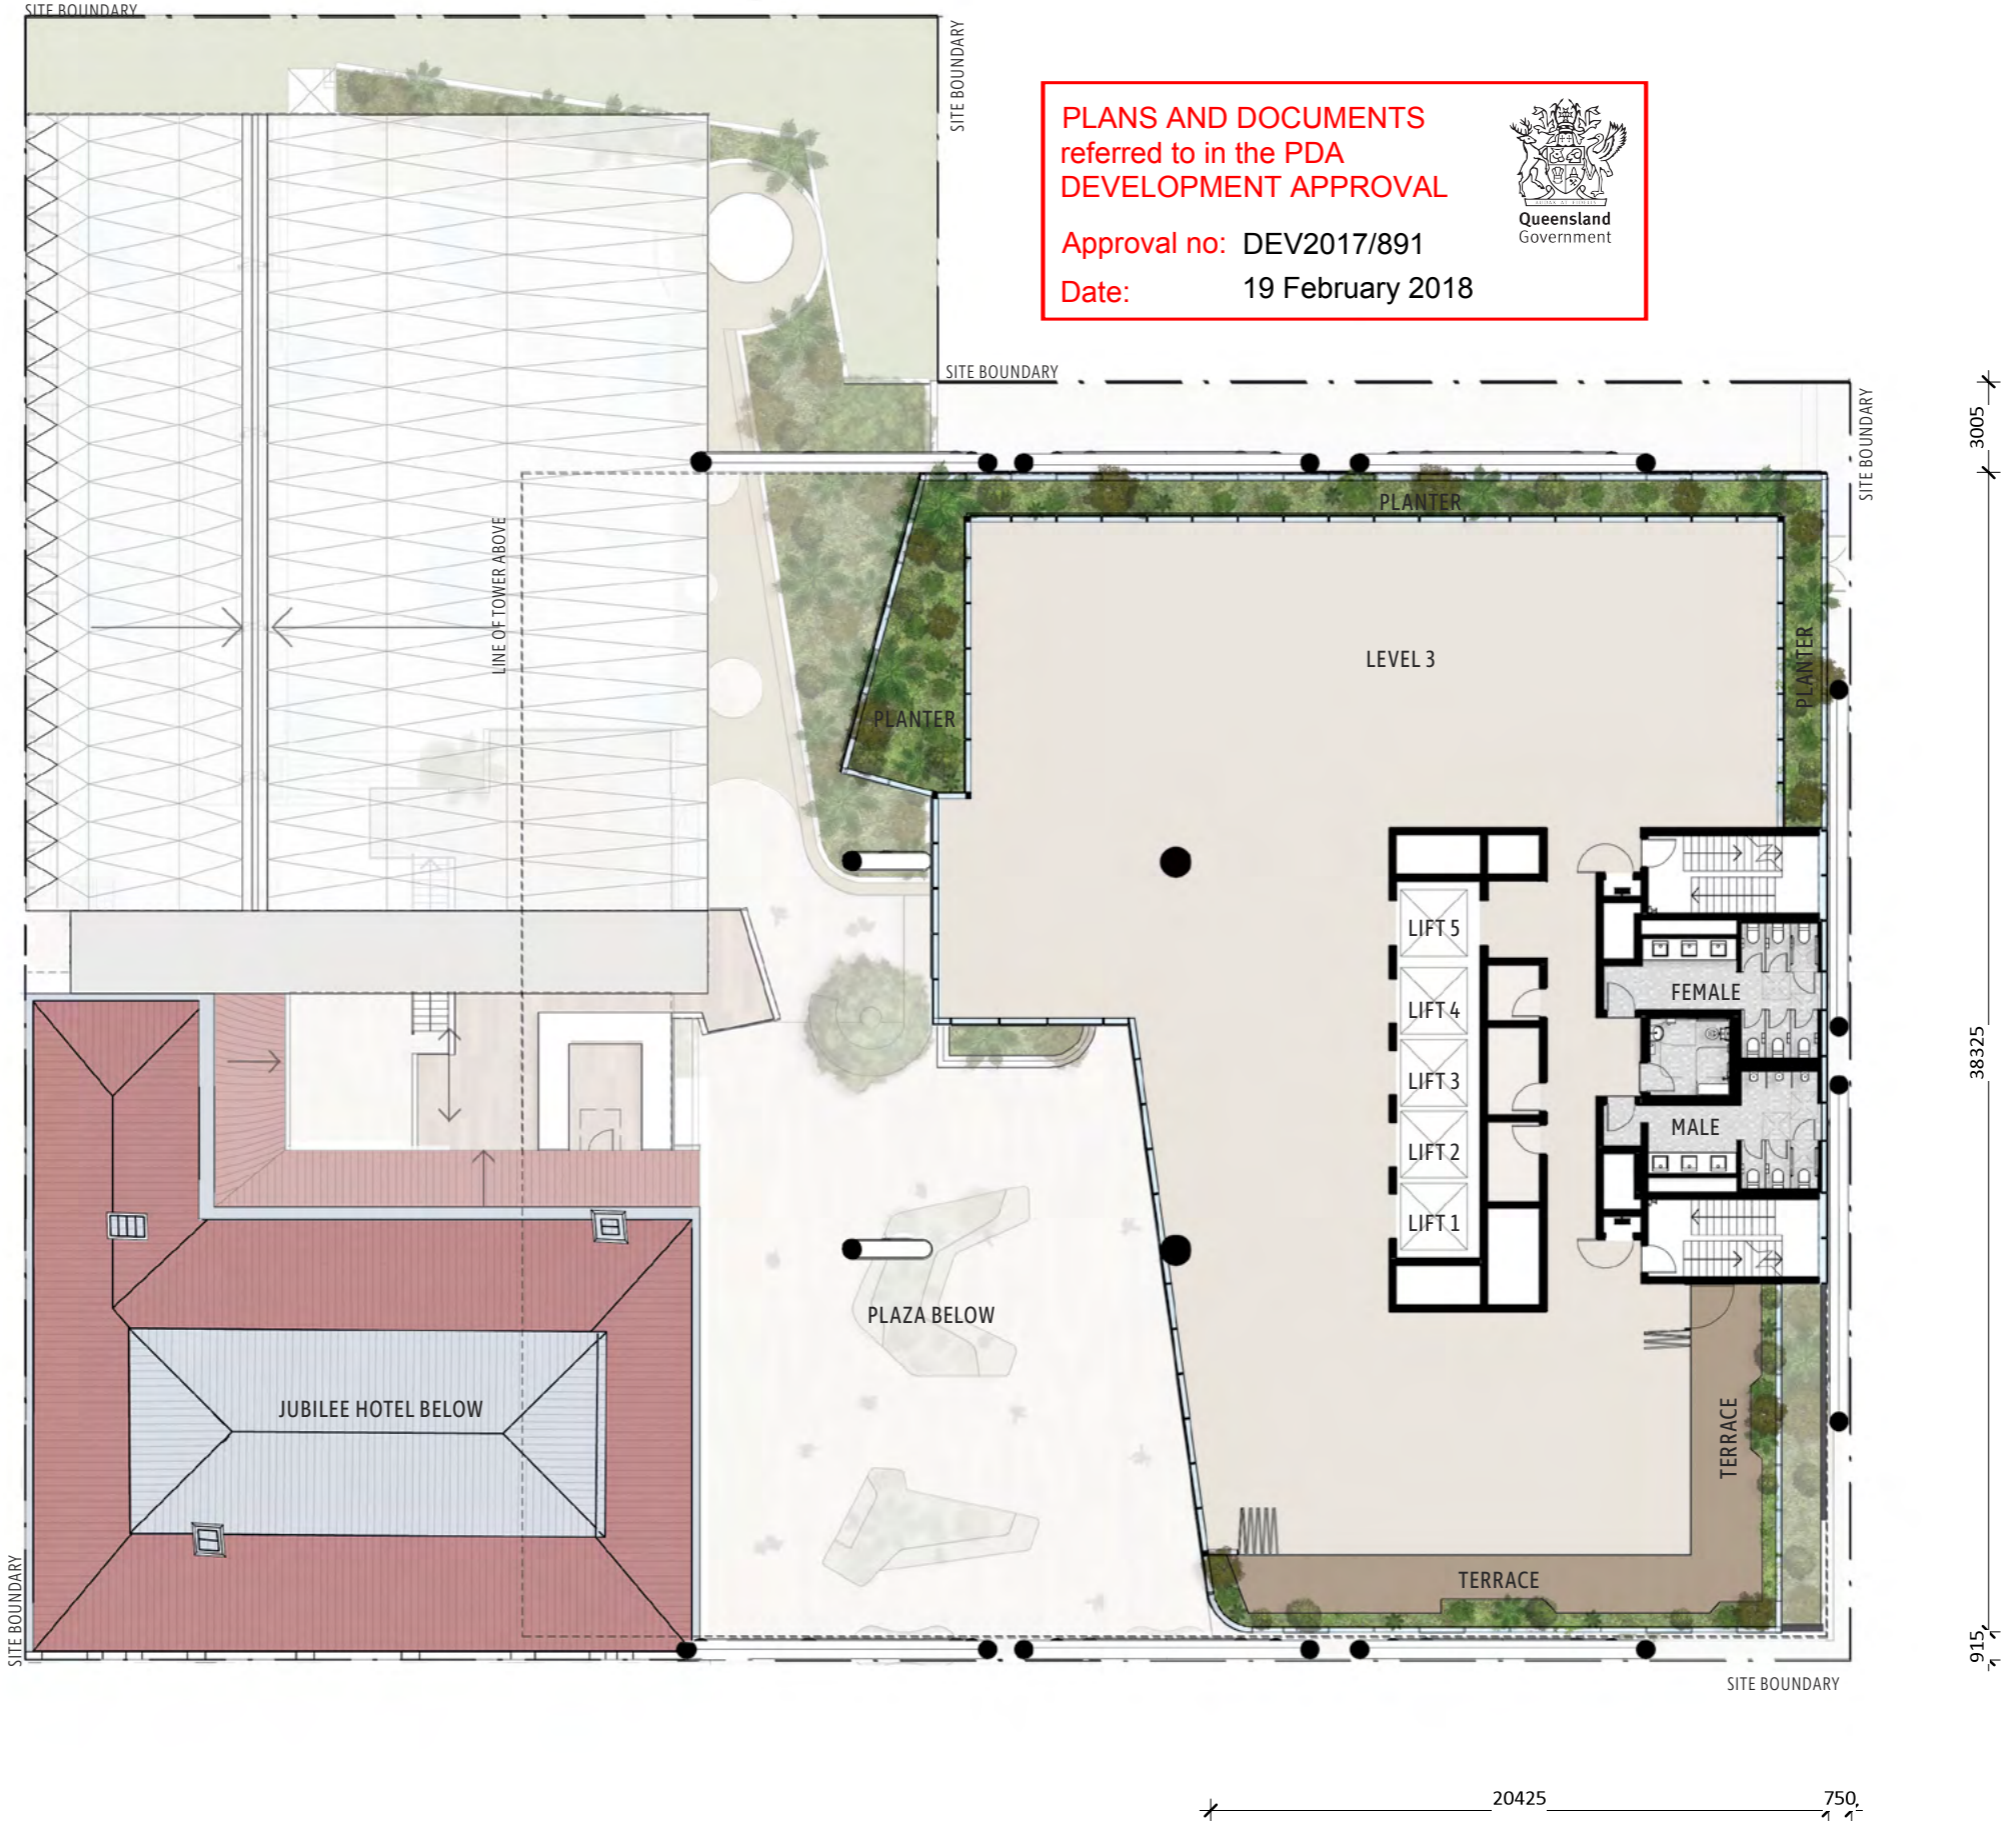 SITE BOUNDARY
SITE BOUNDARY
PLANS AND DOCUMENTS
referred to in the PDA
DEVELOPMENT APPROVAL
Approval no: DEV2017/891
Date: 19 February 2018
Queensland
Government
SITE BOUNDARY
SITE BOUNDARY
3005
PLANTER
LINE OF TOWER ABOVE
LEVEL 3
PLANTER
PLANTER
LIFT 5
LIFT 4
LIFT 3
LIFT 2
LIFT 1
FEMALE
MALE
38325
PLAZA BELOW
JUBILEE HOTEL BELOW
TERRACE
TERRACE
SITE BOUNDARY
915
SITE BOUNDARY
20425
750